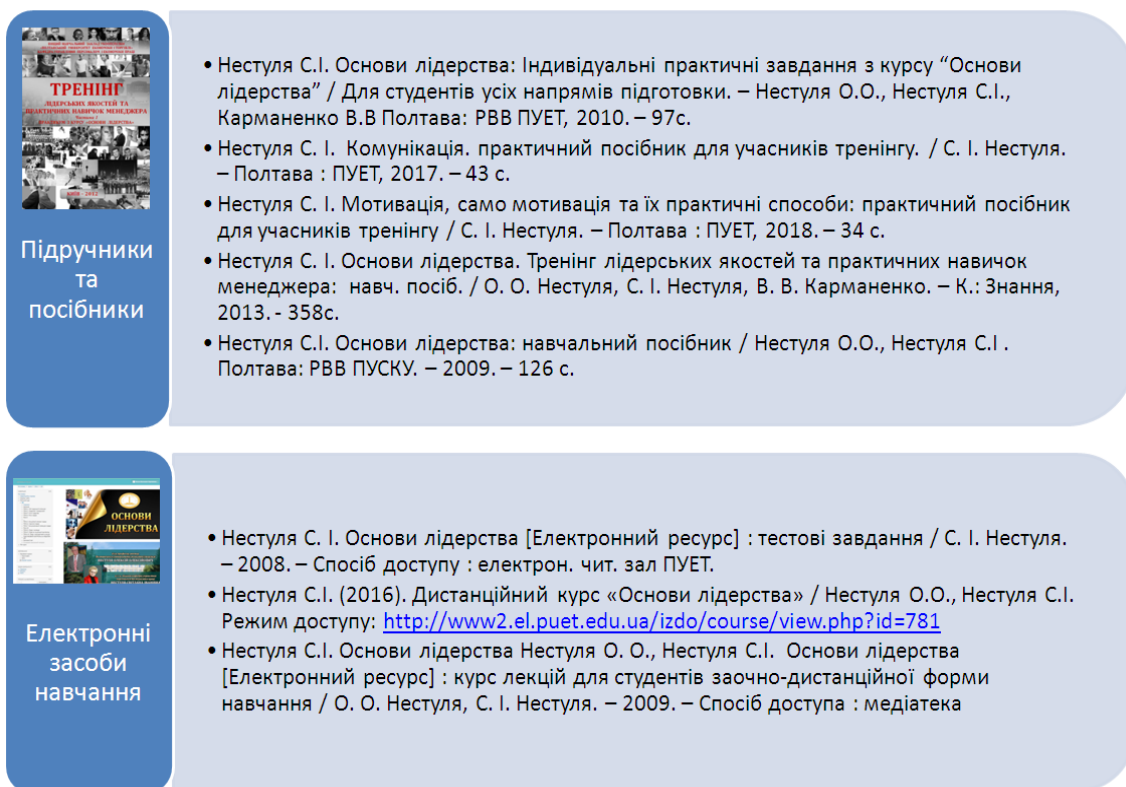 ТРЕНІНГ
ЛІДЕРСЬКИХ ЯКОСТЕЙ ТА
ПРАКТИЧНИХ НАВИЧОК МЕНЕДЖЕРА
Підручники
та
посібники
• Нестуля С.І. Основи лідерства: Індивідуальні практичні завдання з курсу “Основи
лідерства” / Для студентів усіх напрямів підготовки. – Нестуля О.О., Нестуля С.І.,
Карманенко В.В Полтава: РВВ ПУЕТ, 2010. – 97с.
• Нестуля С. І. Комунікація. практичний посібник для учасників тренінгу. / С. І. Нестуля.
– Полтава : ПУЕТ, 2017. – 43 с.
• Нестуля С. І. Мотивація, само мотивація та їх практичні способи: практичний посібник
для учасників тренінгу / С. І. Нестуля. – Полтава : ПУЕТ, 2018. – 34 с.
• Нестуля С. І. Основи лідерства. Тренінг лідерських якостей та практичних навичок
менеджера: навч. посіб. / О. О. Нестуля, С. І. Нестуля, В. В. Карманенко. – К.: Знання,
2013. - 358с.
• Нестуля С.І. Основи лідерства: навчальний посібник / Нестуля О.О., Нестуля С.І .
Полтава: РВВ ПУСКУ. – 2009. – 126 с.
ОСНОВИ
ЛІДЕРСТВА
Електронні
засоби
навчання
• Нестуля С. І. Основи лідерства [Електронний ресурс] : тестові завдання / С. І. Нестуля.
– 2008. – Спосіб доступу : електрон. чит. зал ПУЕТ.
• Нестуля С.І. (2016). Дистанційний курс «Основи лідерства» / Нестуля О.О., Нестуля С.І.
Режим доступу: http://www2.el.puet.edu.ua/izdo/course/view.php?id=781
• Нестуля С.І. Основи лідерства Нестуля О. О., Нестуля С.І. Основи лідерства
[Електронний ресурс] : курс лекцій для студентів заочно-дистанційної форми
навчання / О. О. Нестуля, С. І. Нестуля. – 2009. – Спосіб доступа : медіатека